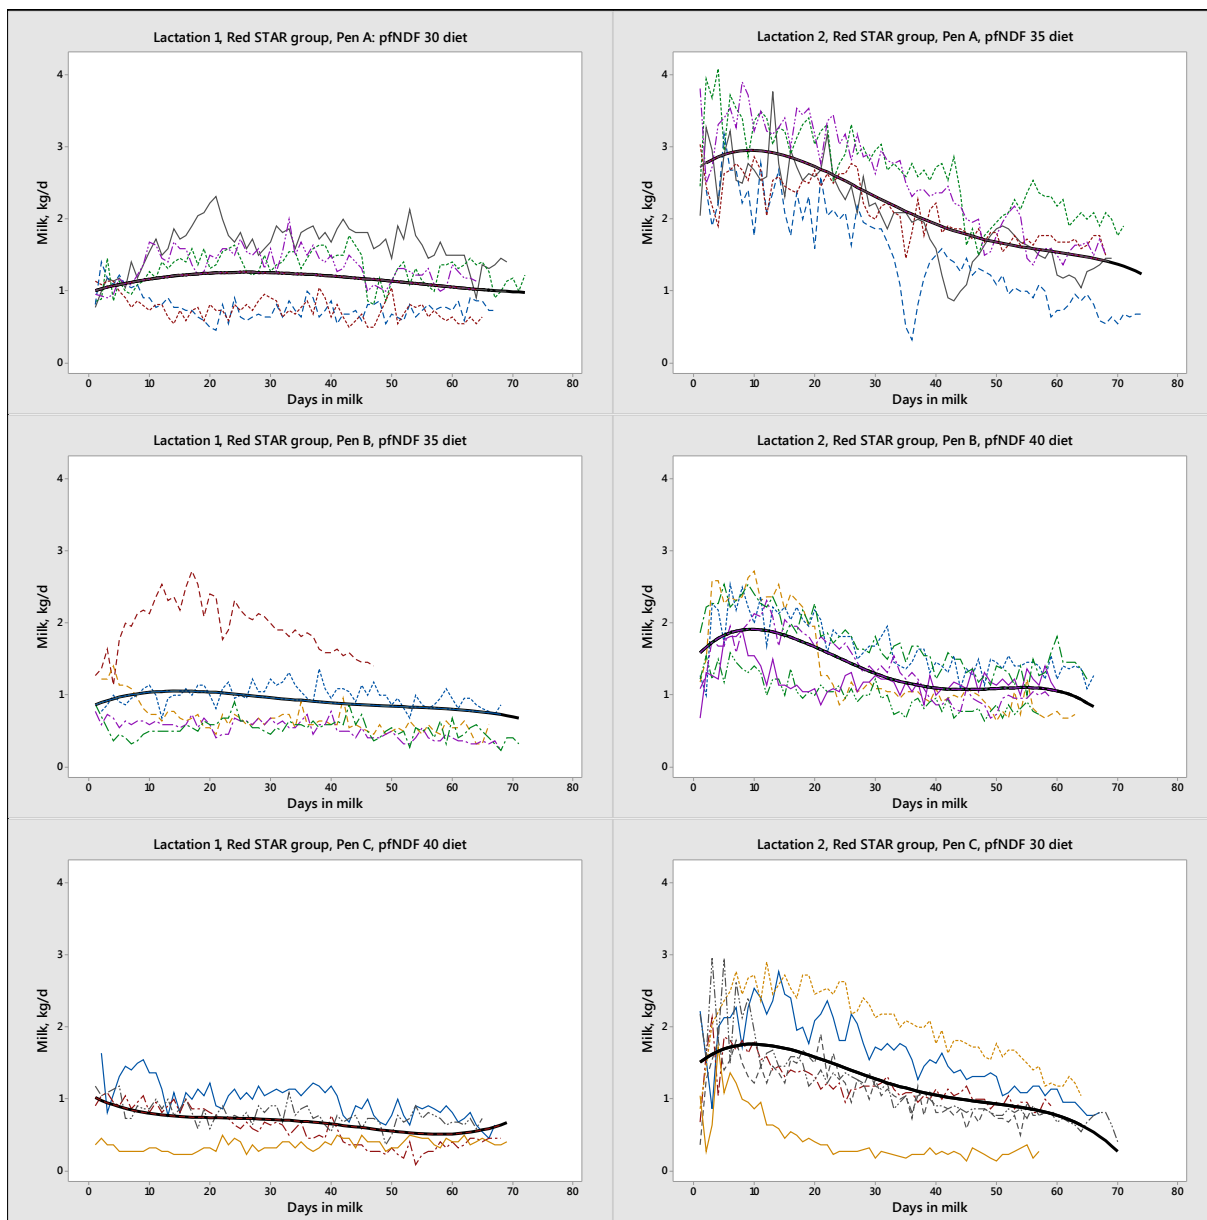 Lactation 1, Red STAR group, Pen A: pfNDF 30 diet
Milk, kg/d
4
3
2
1
0
0 10 20 30 40 50 60 70 80
Days in milk
Lactation 2, Red STAR group, Pen A, pfNDF 35 diet
Milk, kg/d
4
3
2
1
0
0 10 20 30 40 50 60 70 80
Days in milk
Lactation 1, Red STAR group, Pen B, pfNDF 35 diet
Milk, kg/d
4
3
2
1
0
0 10 20 30 40 50 60 70 80
Days in milk
Lactation 2, Red STAR group, Pen B, pfNDF 40 diet
Milk, kg/d
4
3
2
1
0
0 10 20 30 40 50 60 70 80
Days in milk
Lactation 1, Red STAR group, Pen C, pfNDF 40 diet
Milk, kg/d
4
3
2
1
0
0 10 20 30 40 50 60 70 80
Days in milk
Lactation 2, Red STAR group, Pen C, pfNDF 30 diet
Milk, kg/d
4
3
2
1
0
0 10 20 30 40 50 60 70 80
Days in milk